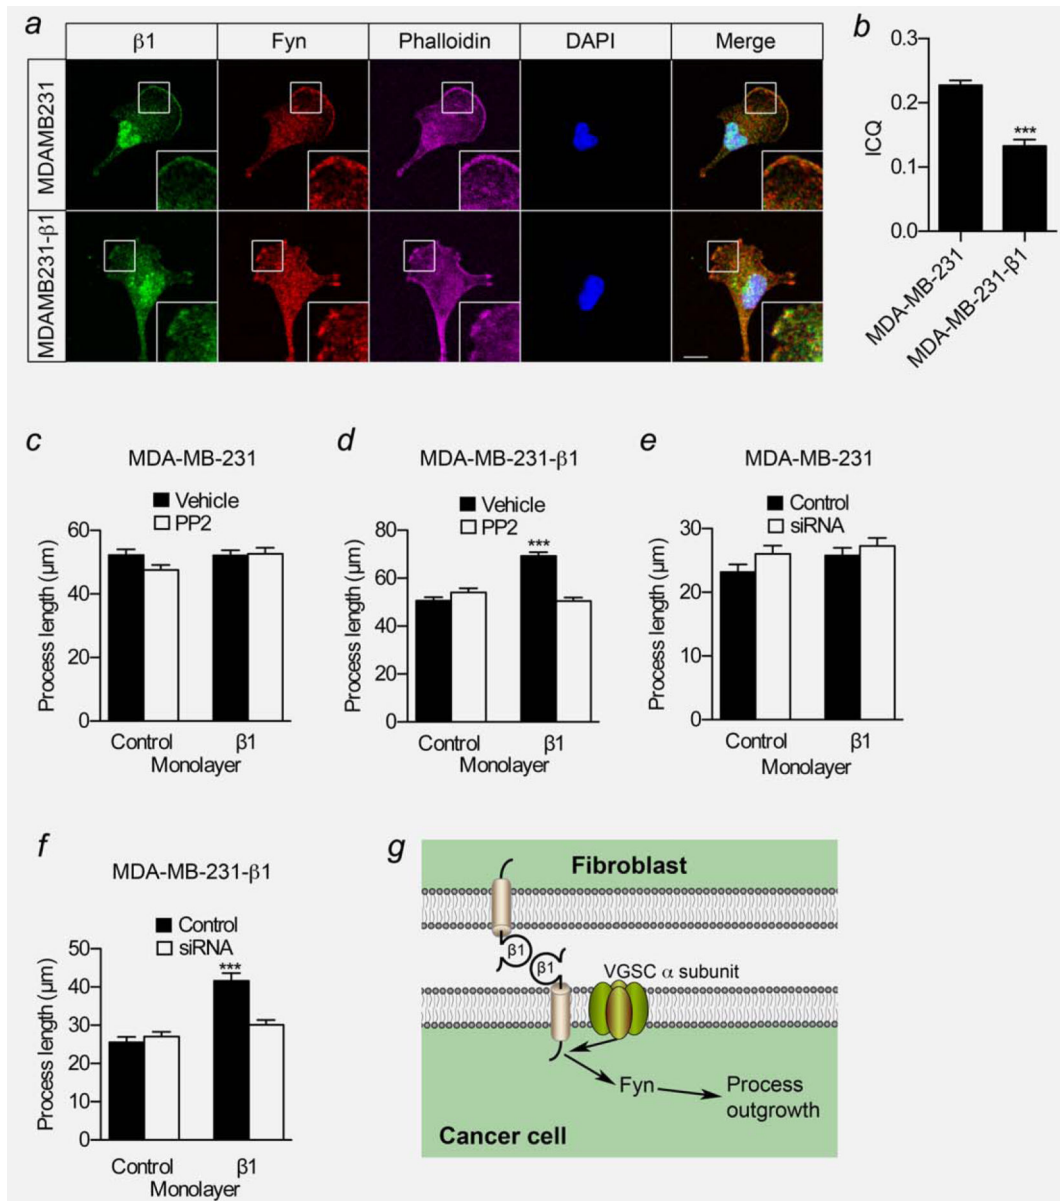 a
β1 Fyn Phalloidin DAPI Merge
MDAMB231
MDAMB231-β1
b
0.3
0.2
0.1
0.0
ICQ
***
MDA-MB-231
MDA-MB-231-β1
c
MDA-MB-231
Vehicle
PP2
60
40
20
0
Process length (µm)
Control β1
Monolayer
d
MDA-MB-231-β1
Vehicle
PP2
80
60
40
20
0
Process length (µm)
***
Control β1
Monolayer
e
MDA-MB-231
Control
siRNA
30
20
10
0
Process length (µm)
Control β1
Monolayer
f
MDA-MB-231-β1
Control
siRNA
50
40
30
20
10
0
Process length (µm)
***
Control β1
Monolayer
g
Fibroblast
β1
β1
VGSC α subunit
Fyn
Process
outgrowth
Cancer cell